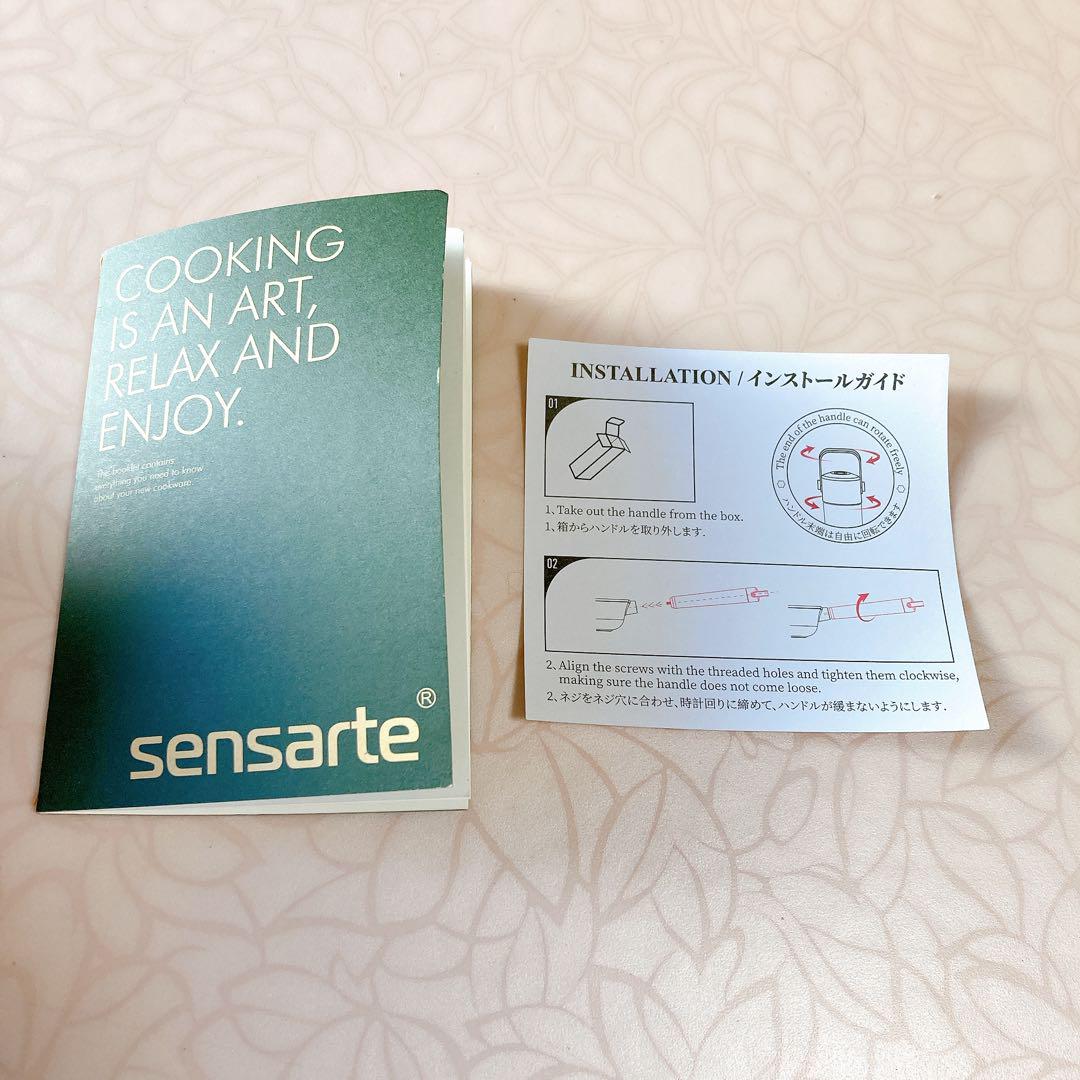 COOKING
IS AN ART,
RELAX AND
ENJOY.
This booklet contains
everything you need to know
about your new cookware.
sensarte®
INSTALLATION / インストールガイド
01
1、Take out the handle from the box.
1、箱からハンドルを取り外します.
The end of the handle can rotate freely
ハンドル末端は自由に回転できます
02
2、Align the screws with the threaded holes and tighten them clockwise,
making sure the handle does not come loose.
2、ネジをネジ穴に合わせ、時計回りに締めて、ハンドルが緩まないようにします.